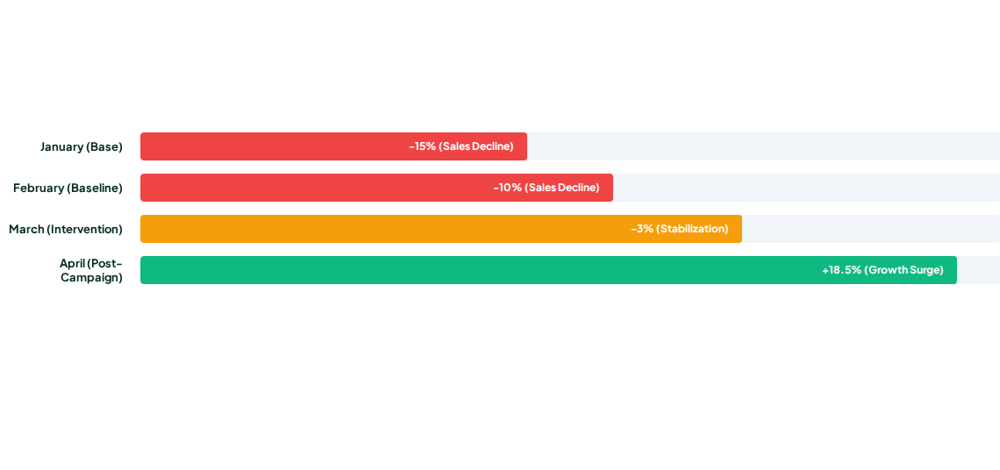 January (Base)
-15% (Sales Decline)
February (Baseline)
-10% (Sales Decline)
March (Intervention)
-3% (Stabilization)
April (Post-
Campaign)
+18.5% (Growth Surge)